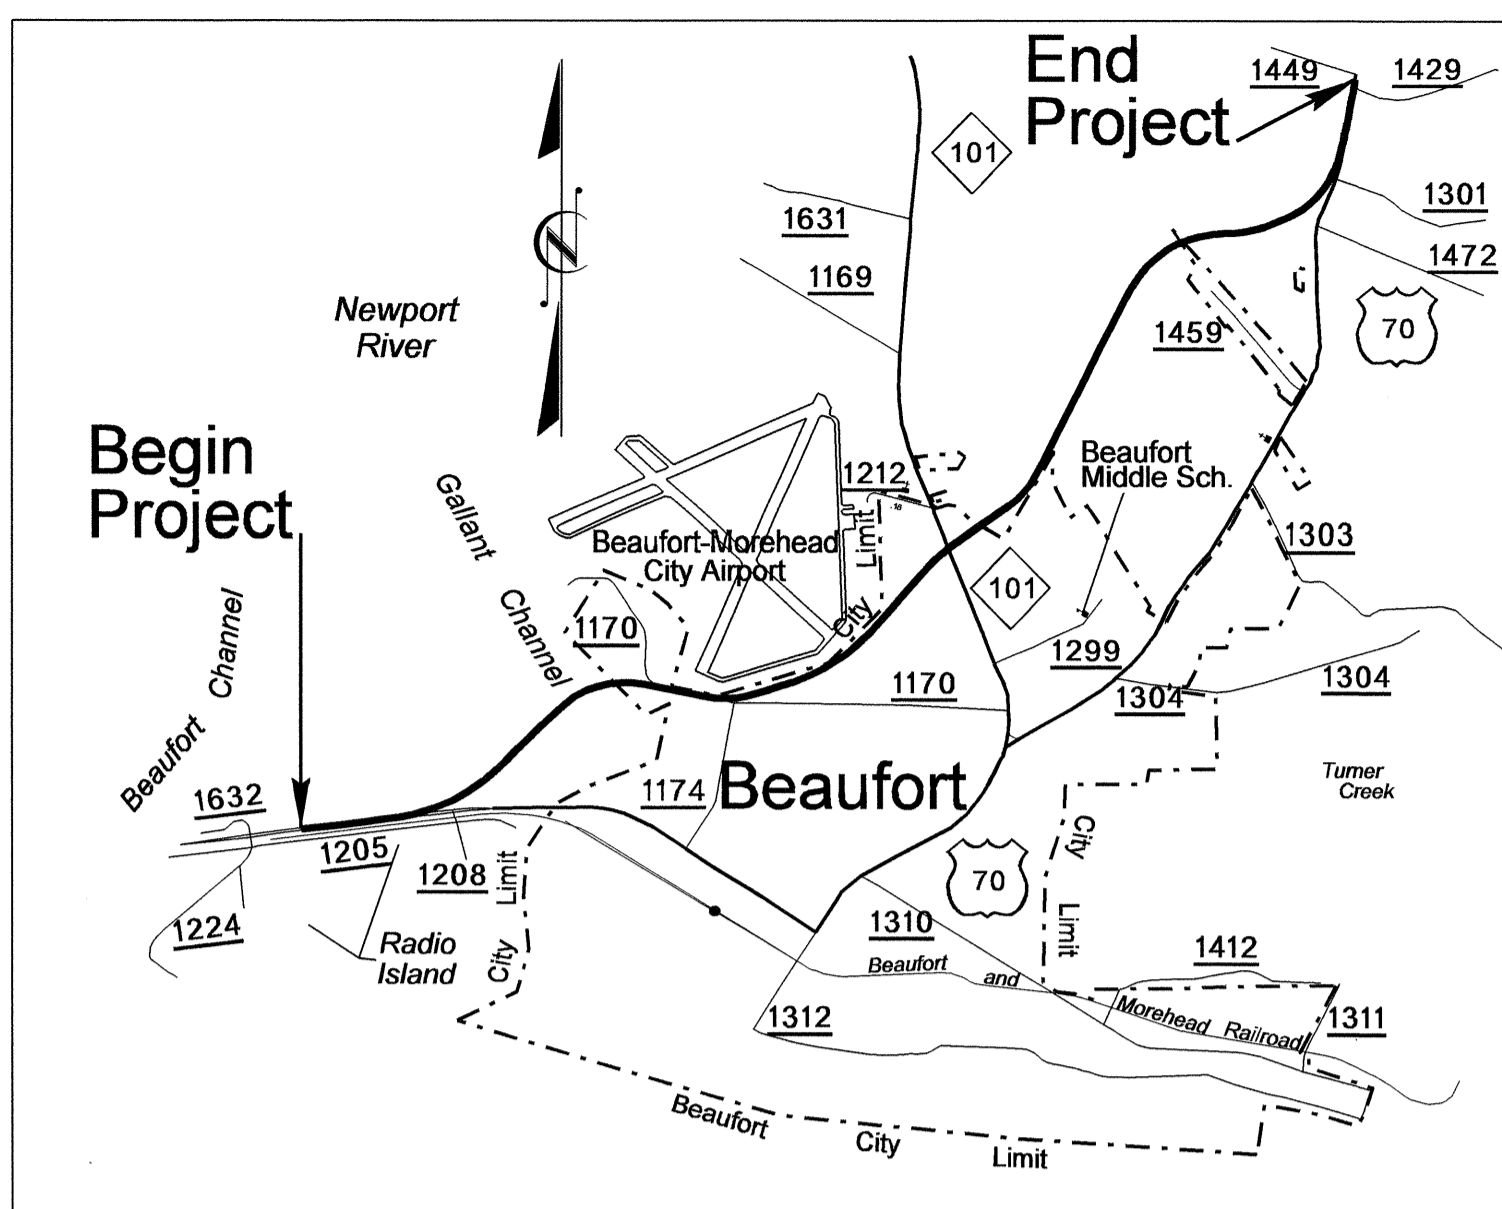 End
Project
1449
1429
101
1631
1301
1169
1472
Newport
River
1459
70
Begin
Project
Gallant
Channel
1212
Beaufort
Middle Sch.
.18
Limit
City
Beaufort-Morehead
City Airport
1303
101
1170
Beaufort
Channel
1299
1170
1304
1304
1174
Beaufort
Turner
Creek
1632
1205
1208
Limit
City
City
Limit
70
1224
Radio
Island
1310
1412
Beaufort and
Morehead Railroad
1312
1311
Beaufort
City
Limit